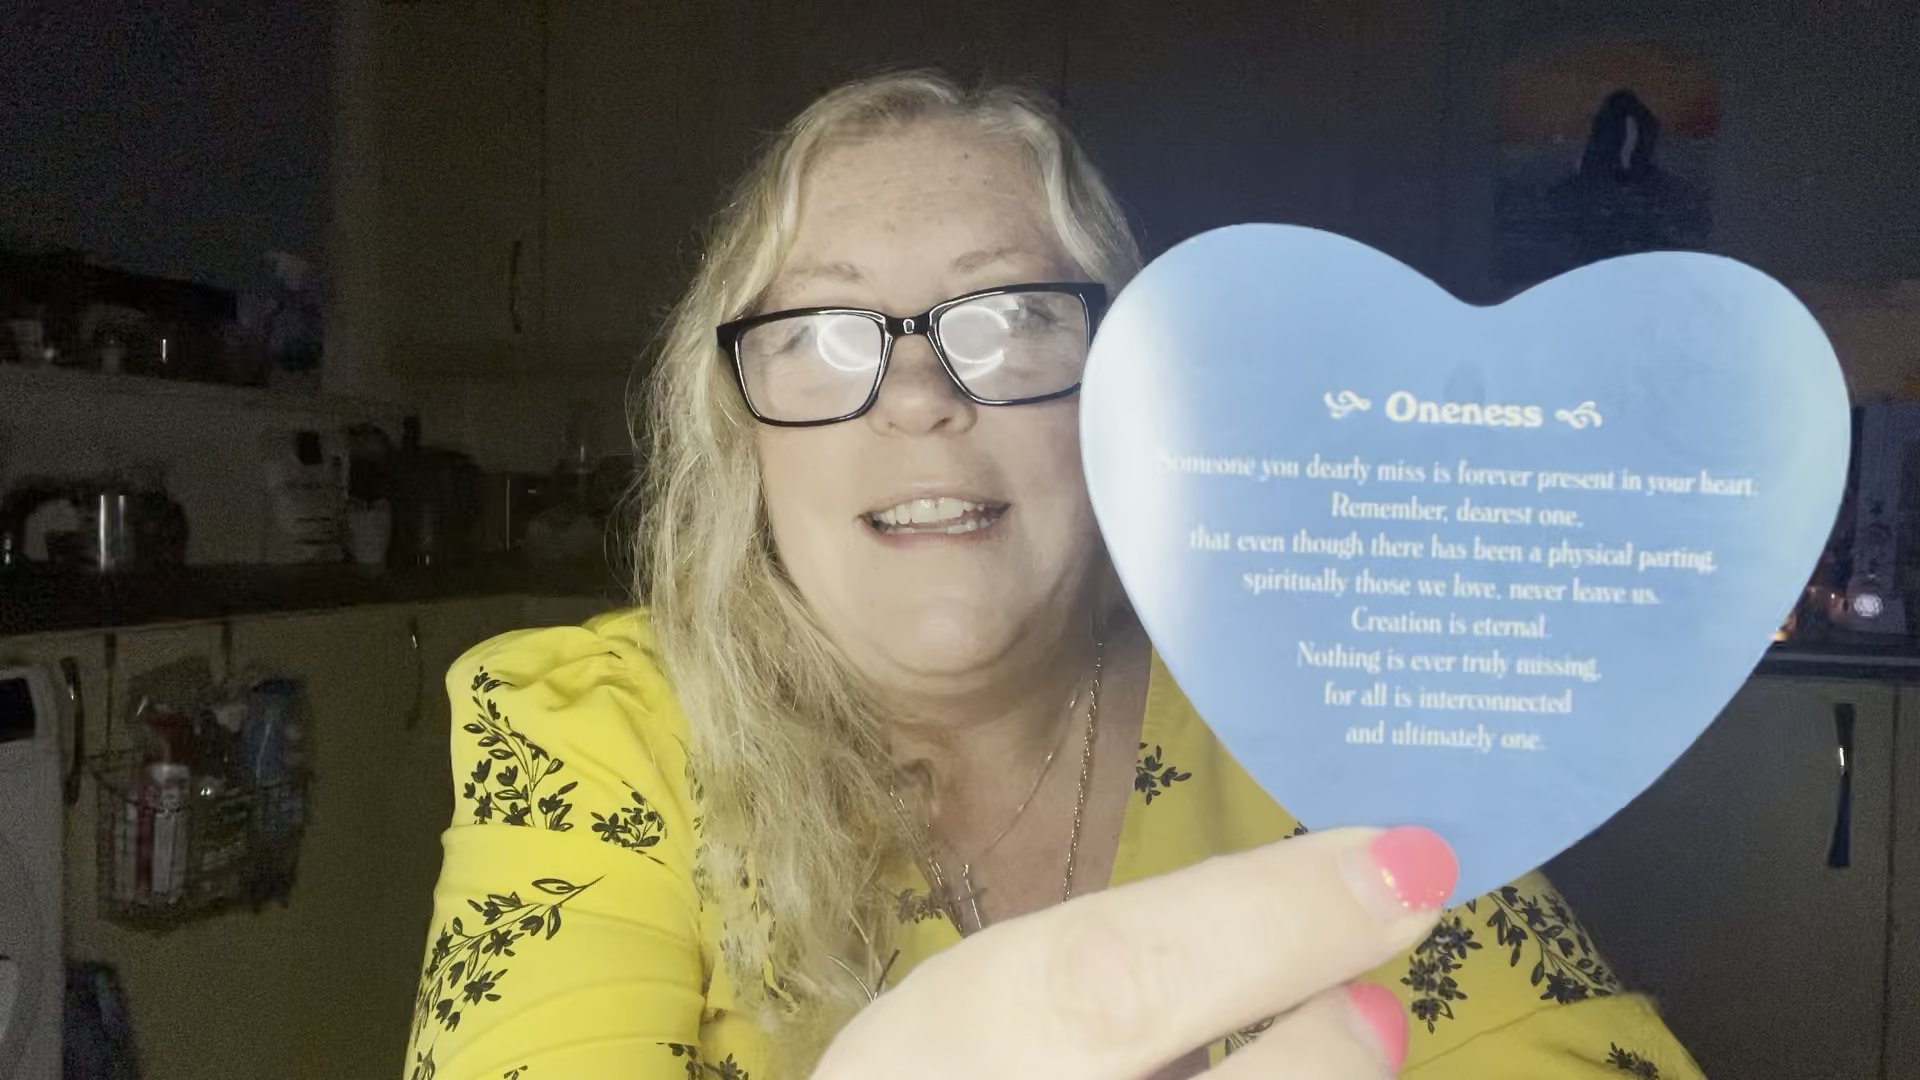 Oneness
Someone you dearly miss is forever present in your heart.
Remember, dearest one,
that even though there has been a physical parting,
spiritually those we love, never leave us.
Creation is eternal.
Nothing is ever truly missing,
for all is interconnected
and ultimately one.